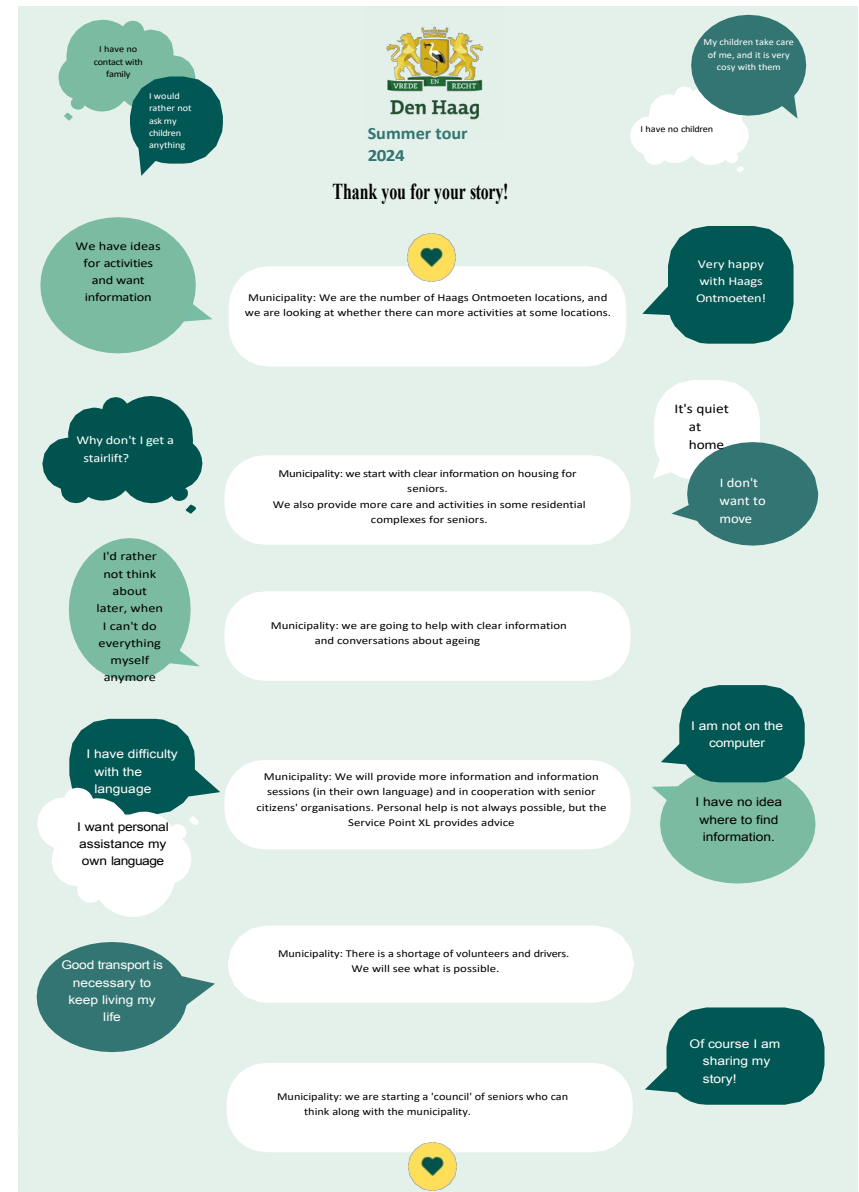 I have no
contact with
family
I would
rather not
ask my
children
anything
VREDE EN RECHT
Den Haag
Summer tour
2024
My children take care
of me, and it is very
cosy with them
I have no children
Thank you for your story!
We have ideas
for activities
and want
information
Municipality: We are the number of Haags Ontmoeten locations, and
we are looking at whether there can more activities at some locations.
Very happy
with Haags
Ontmoeten!
Why don't I get a
stairlift?
Municipality: we start with clear information on housing for
seniors.
We also provide more care and activities in some residential
complexes for seniors.
It's quiet
at
home
I don't
want to
move
I'd rather
not think
about
later, when
I can't do
everything
myself
anymore
Municipality: we are going to help with clear information
and conversations about ageing
I have difficulty
with the
language
I want personal
assistance my
own language
Municipality: We will provide more information and information
sessions (in their own language) and in cooperation with senior
citizens' organisations. Personal help is not always possible, but the
Service Point XL provides advice
I am not on the
computer
I have no idea
where to find
information.
Good transport is
necessary to
keep living my
life
Municipality: There is a shortage of volunteers and drivers.
We will see what is possible.
Of course I am
sharing my
story!
Municipality: we are starting a 'council' of seniors who can
think along with the municipality.